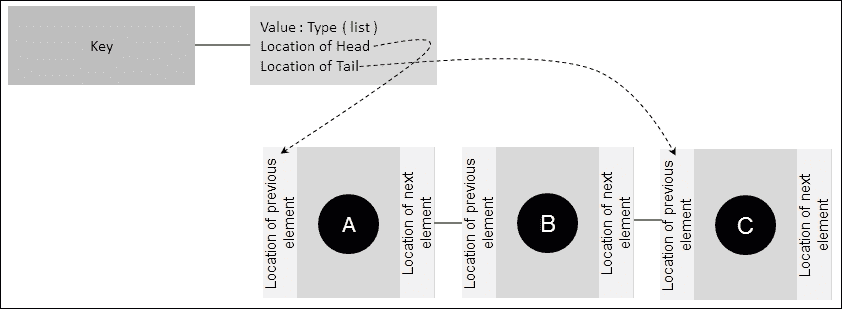 Key
Value : Type ( list )
Location of Head
Location of Tail
Location of previous
element
A
Location of next
element
Location of previous
element
B
Location of next
element
Location of previous
element
C
Location of next
element